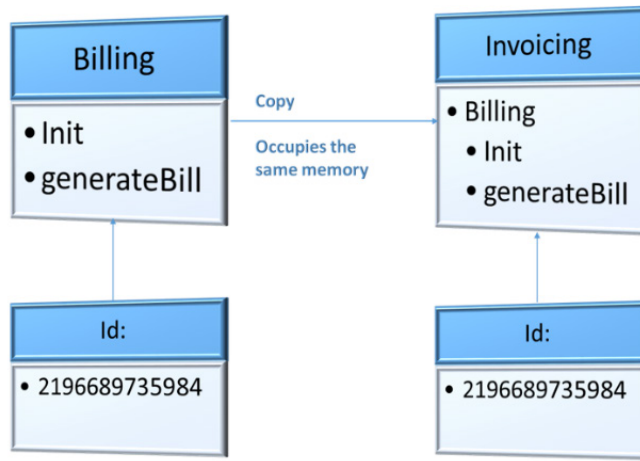 Billing
• Init
• generateBill
Copy
Occupies the
same memory
Invoicing
• Billing
• Init
• generateBill
Id:
• 2196689735984
Id:
• 2196689735984